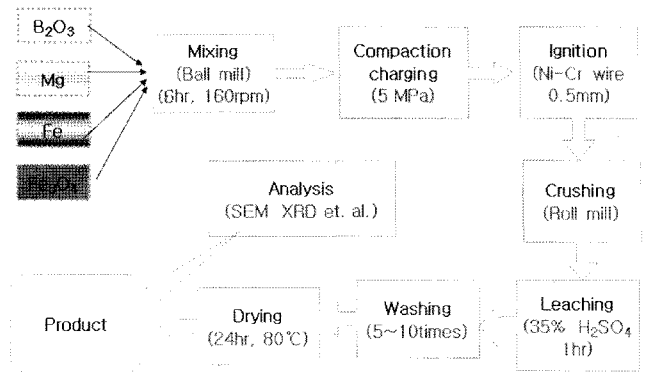 B₂O₃
Mg
Fe
Mixing
(Ball mill)
(6hr, 160rpm)
Compaction
charging
(5 MPa)
Ignition
(Ni-Cr wire
0.5mm)
Crushing
(Roll mill)
Leaching
(35% H₂SO₄
1hr)
Washing
(5~10times)
Drying
(24hr, 80℃)
Product
Analysis
(SEM XRD et. al.)